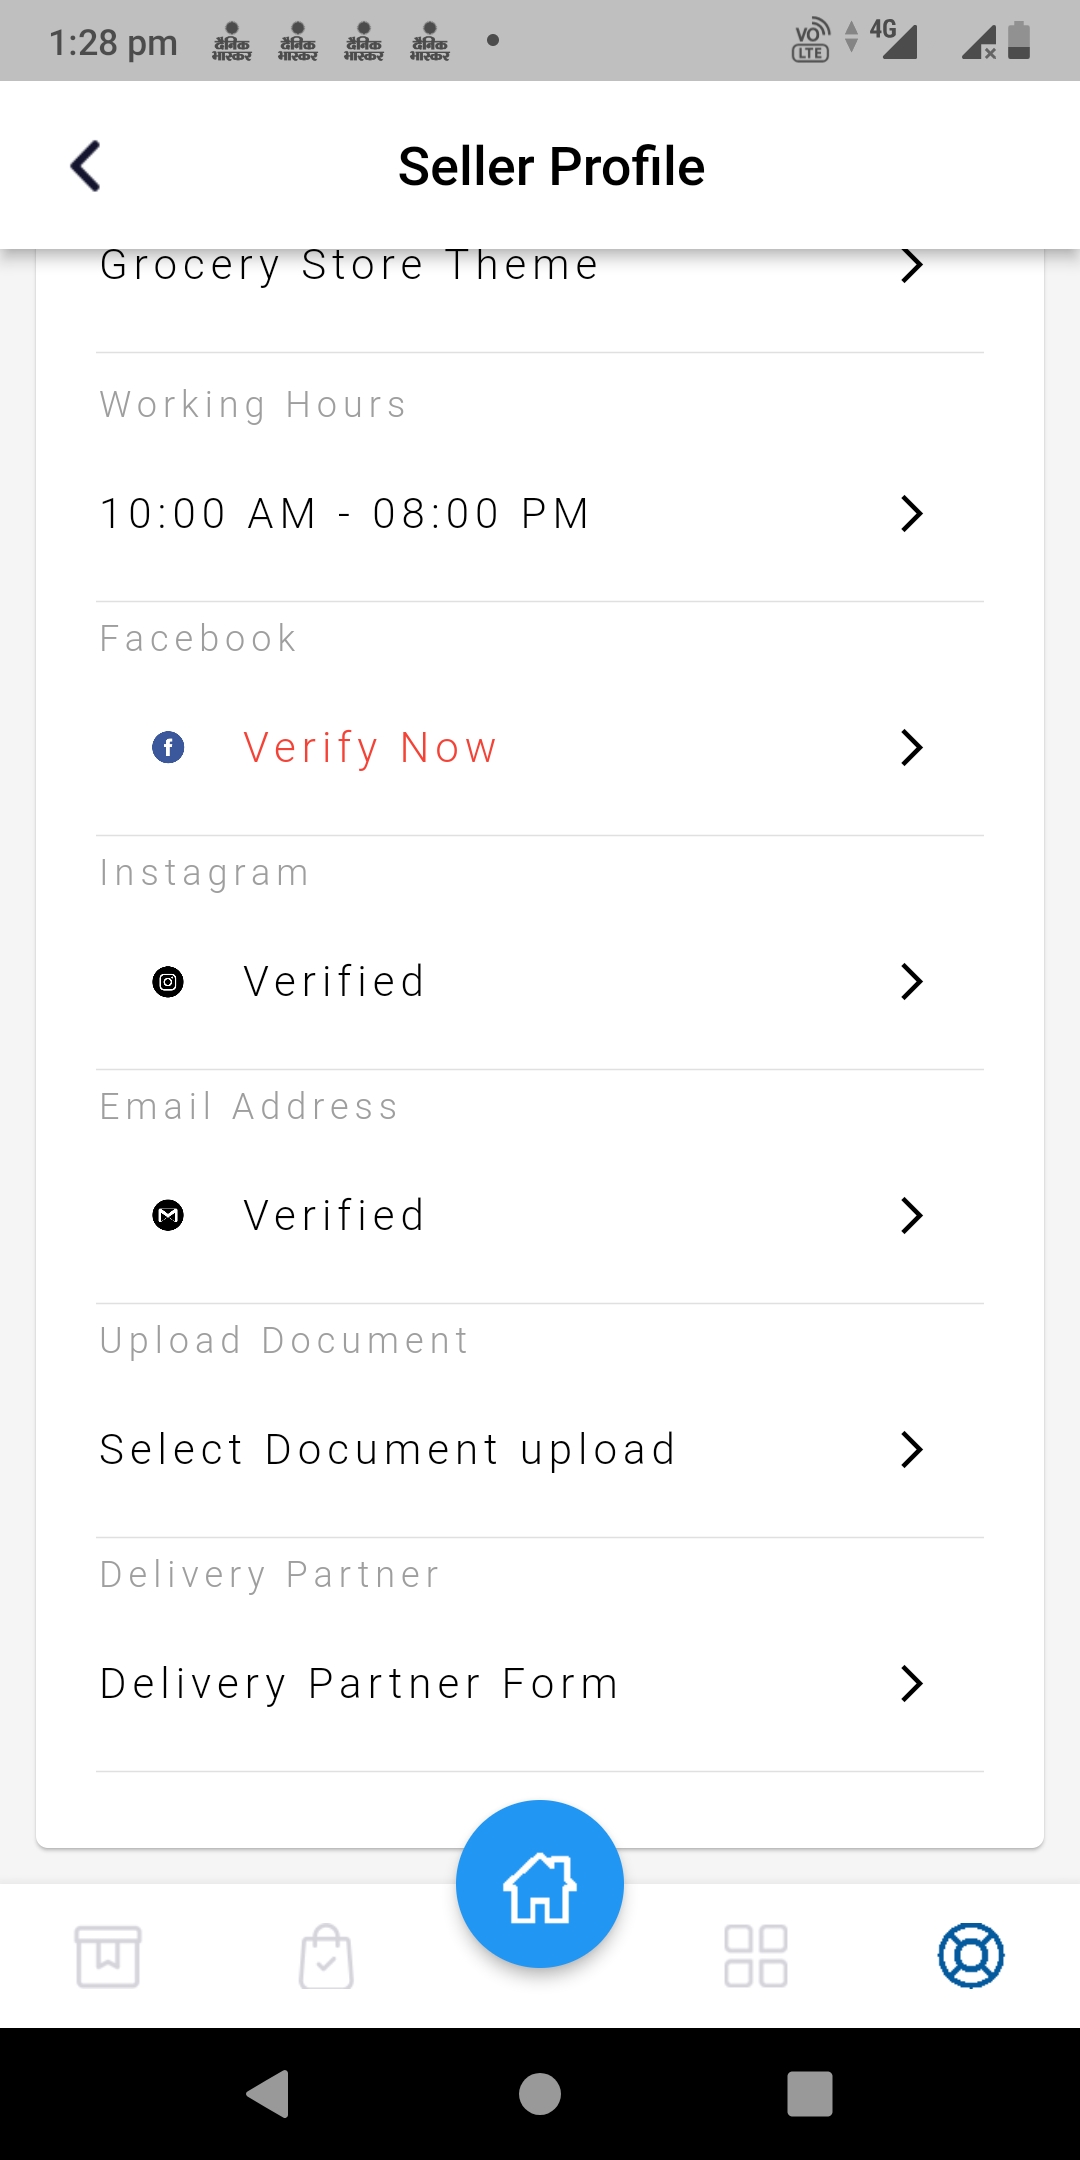 1:28 pm
दैनिक भास्कर दैनिक भास्कर दैनिक भास्कर दैनिक भास्कर
VO LTE 4G
Seller Profile
Grocery Store Theme
Working Hours
10:00 AM - 08:00 PM
Facebook
Verify Now
Instagram
Verified
Email Address
Verified
Upload Document
Select Document upload
Delivery Partner
Delivery Partner Form